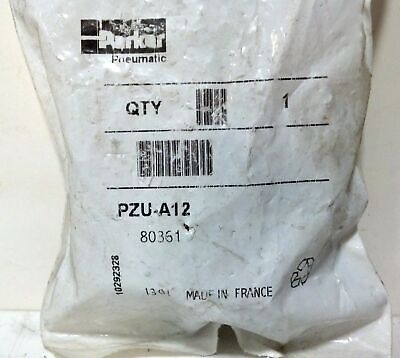 Parker
Pneumatic
QTY 1
PZU-A12
80361
10292328
MADE IN FRANCE